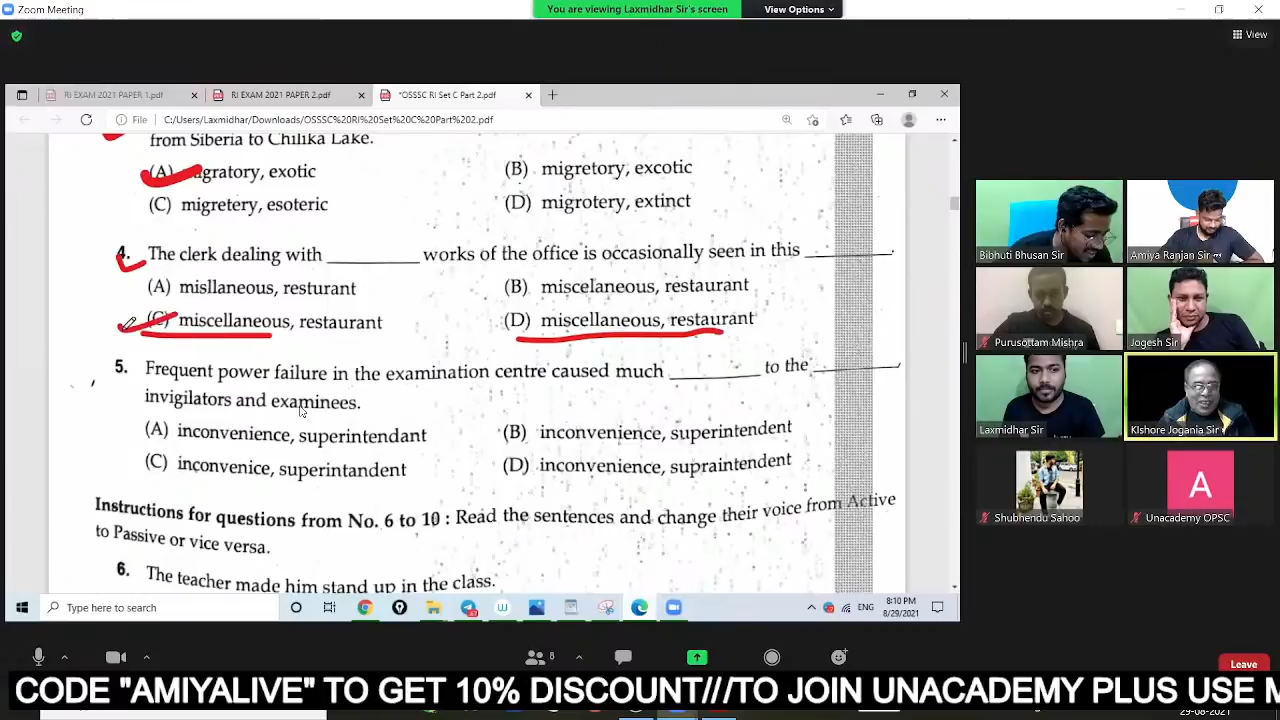 Zoom Meeting
You are viewing Laxmidhar Sir's screen
View Options
View
RI EXAM 2021 PAPER 1.pdf
RI EXAM 2021 PAPER 2.pdf
*OSSSC RI Set C Part 2.pdf
File
C:/Users/Laxmidhar/Downloads/OSSSC%20RI%20Set%20C%20Part%202.pdf
from Siberia to Chilika Lake.
(A) gratory, exotic
(B) migretory, excotic
(C) migretery, esoteric
(D) migrotery, extinct
4. The clerk dealing with ________ works of the office is occasionally seen in this ________.
(A) misllaneous, resturant
(B) miscelaneous, restaurant
(C) miscellaneous, restaurant
(D) miscellaneous, restaurant
5. Frequent power failure in the examination centre caused much ________ to the ________
invigilators and examinees.
(A) inconvenience, superintendant
(B) inconvenience, superintendent
(C) inconvenice, superintandent
(D) inconvenience, supraintendent
Instructions for questions from No. 6 to 10 : Read the sentences and change their voice from Active
to Passive or vice versa.
6. The teacher made him stand up in the class.
Type here to search
ENG
8:10 PM
8/29/2021
Bibhuti Bhusan Sir
Amiya Ranjan Sir
Purusottam Mishra
Jogesh Sir
Laxmidhar Sir
KIshore Jogania Sir
Shubhendu Sahoo
A
Unacademy OPSC
8
Leave
CODE "AMIYALIVE" TO GET 10% DISCOUNT///TO JOIN UNACADEMY PLUS USE M
29-08-2021